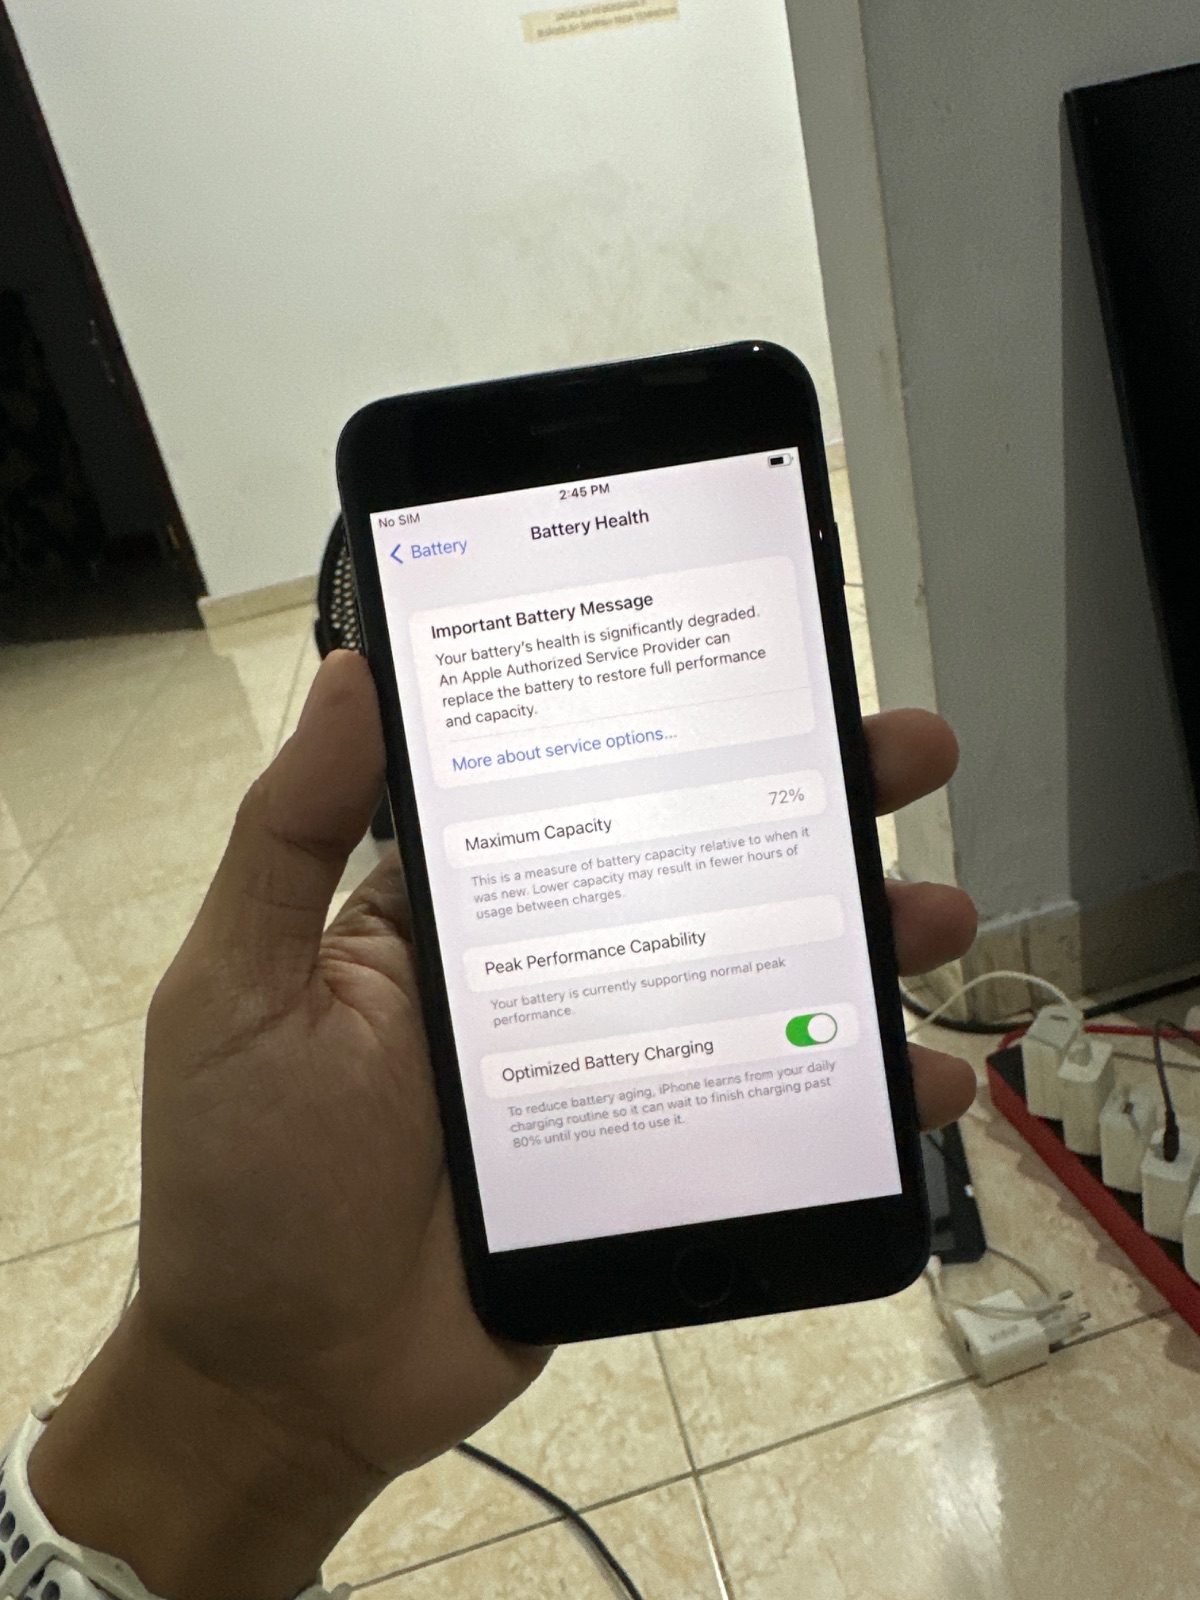 No SIM
2:45 PM
Battery
Battery Health
Important Battery Message
Your battery's health is significantly degraded.
An Apple Authorized Service Provider can
replace the battery to restore full performance
and capacity.
More about service options...
Maximum Capacity 72%
This is a measure of battery capacity relative to when it
was new. Lower capacity may result in fewer hours of
usage between charges.
Peak Performance Capability
Your battery is currently supporting normal peak
performance.
Optimized Battery Charging
To reduce battery aging, iPhone learns from your daily
charging routine so it can wait to finish charging past
80% until you need to use it.